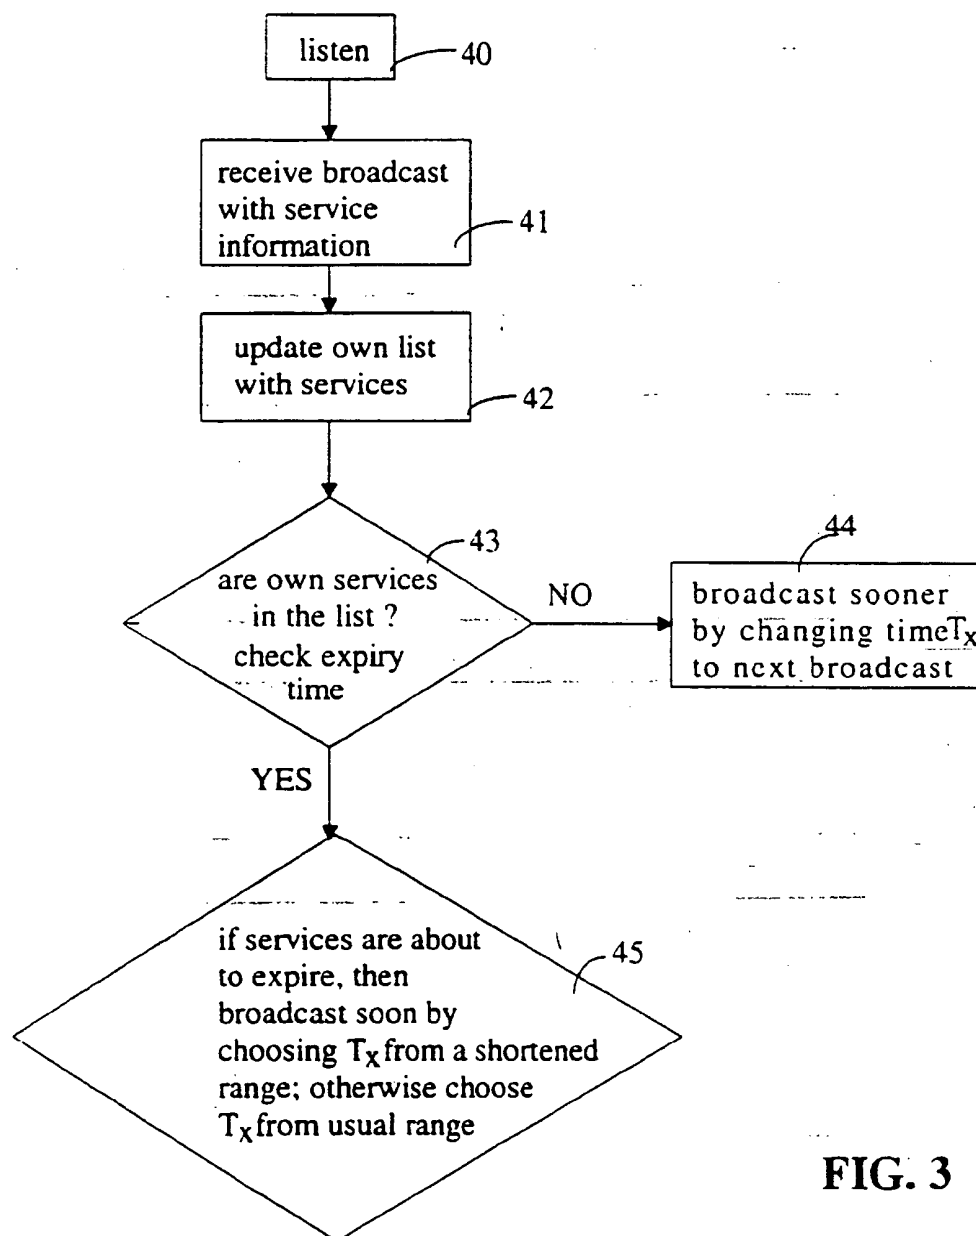 listen
40
receive broadcast
with service
information
41
update own list
with services
42
43
are own services
in the list ?
check expiry
time
NO
44
broadcast sooner
by changing timeTx
to next broadcast
YES
if services are about
to expire, then
broadcast soon by
choosing Tx from a shortened
range; otherwise choose
Tx from usual range
45
FIG. 3